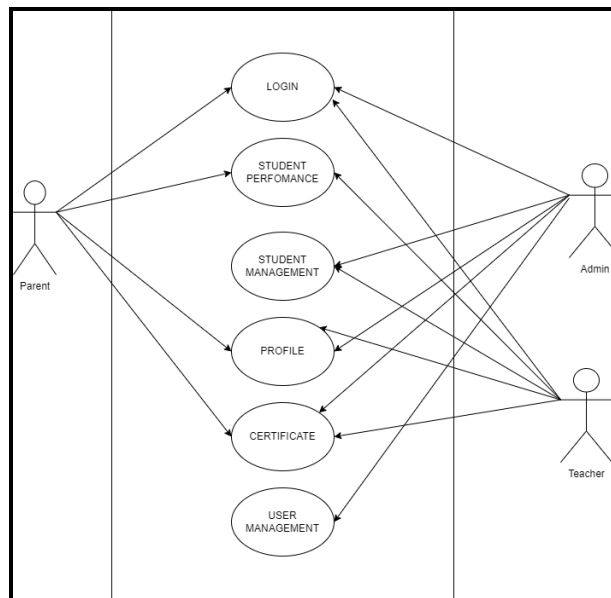 LOGIN
STUDENT
PERFOMANCE
STUDENT
MANAGEMENT
PROFILE
CERTIFICATE
USER
MANAGEMENT
Parent
Admin
Teacher